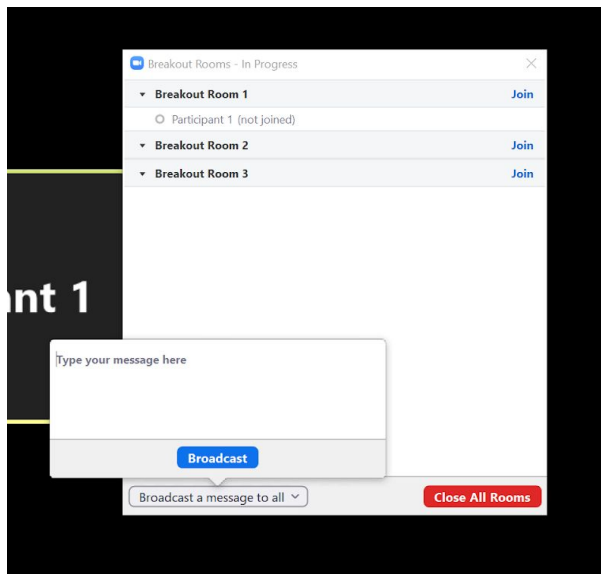 Breakout Rooms - In Progress
Breakout Room 1 Join
Participant 1 (not joined)
Breakout Room 2 Join
Breakout Room 3 Join
nt 1
Type your message here
Broadcast
Broadcast a message to all
Close All Rooms